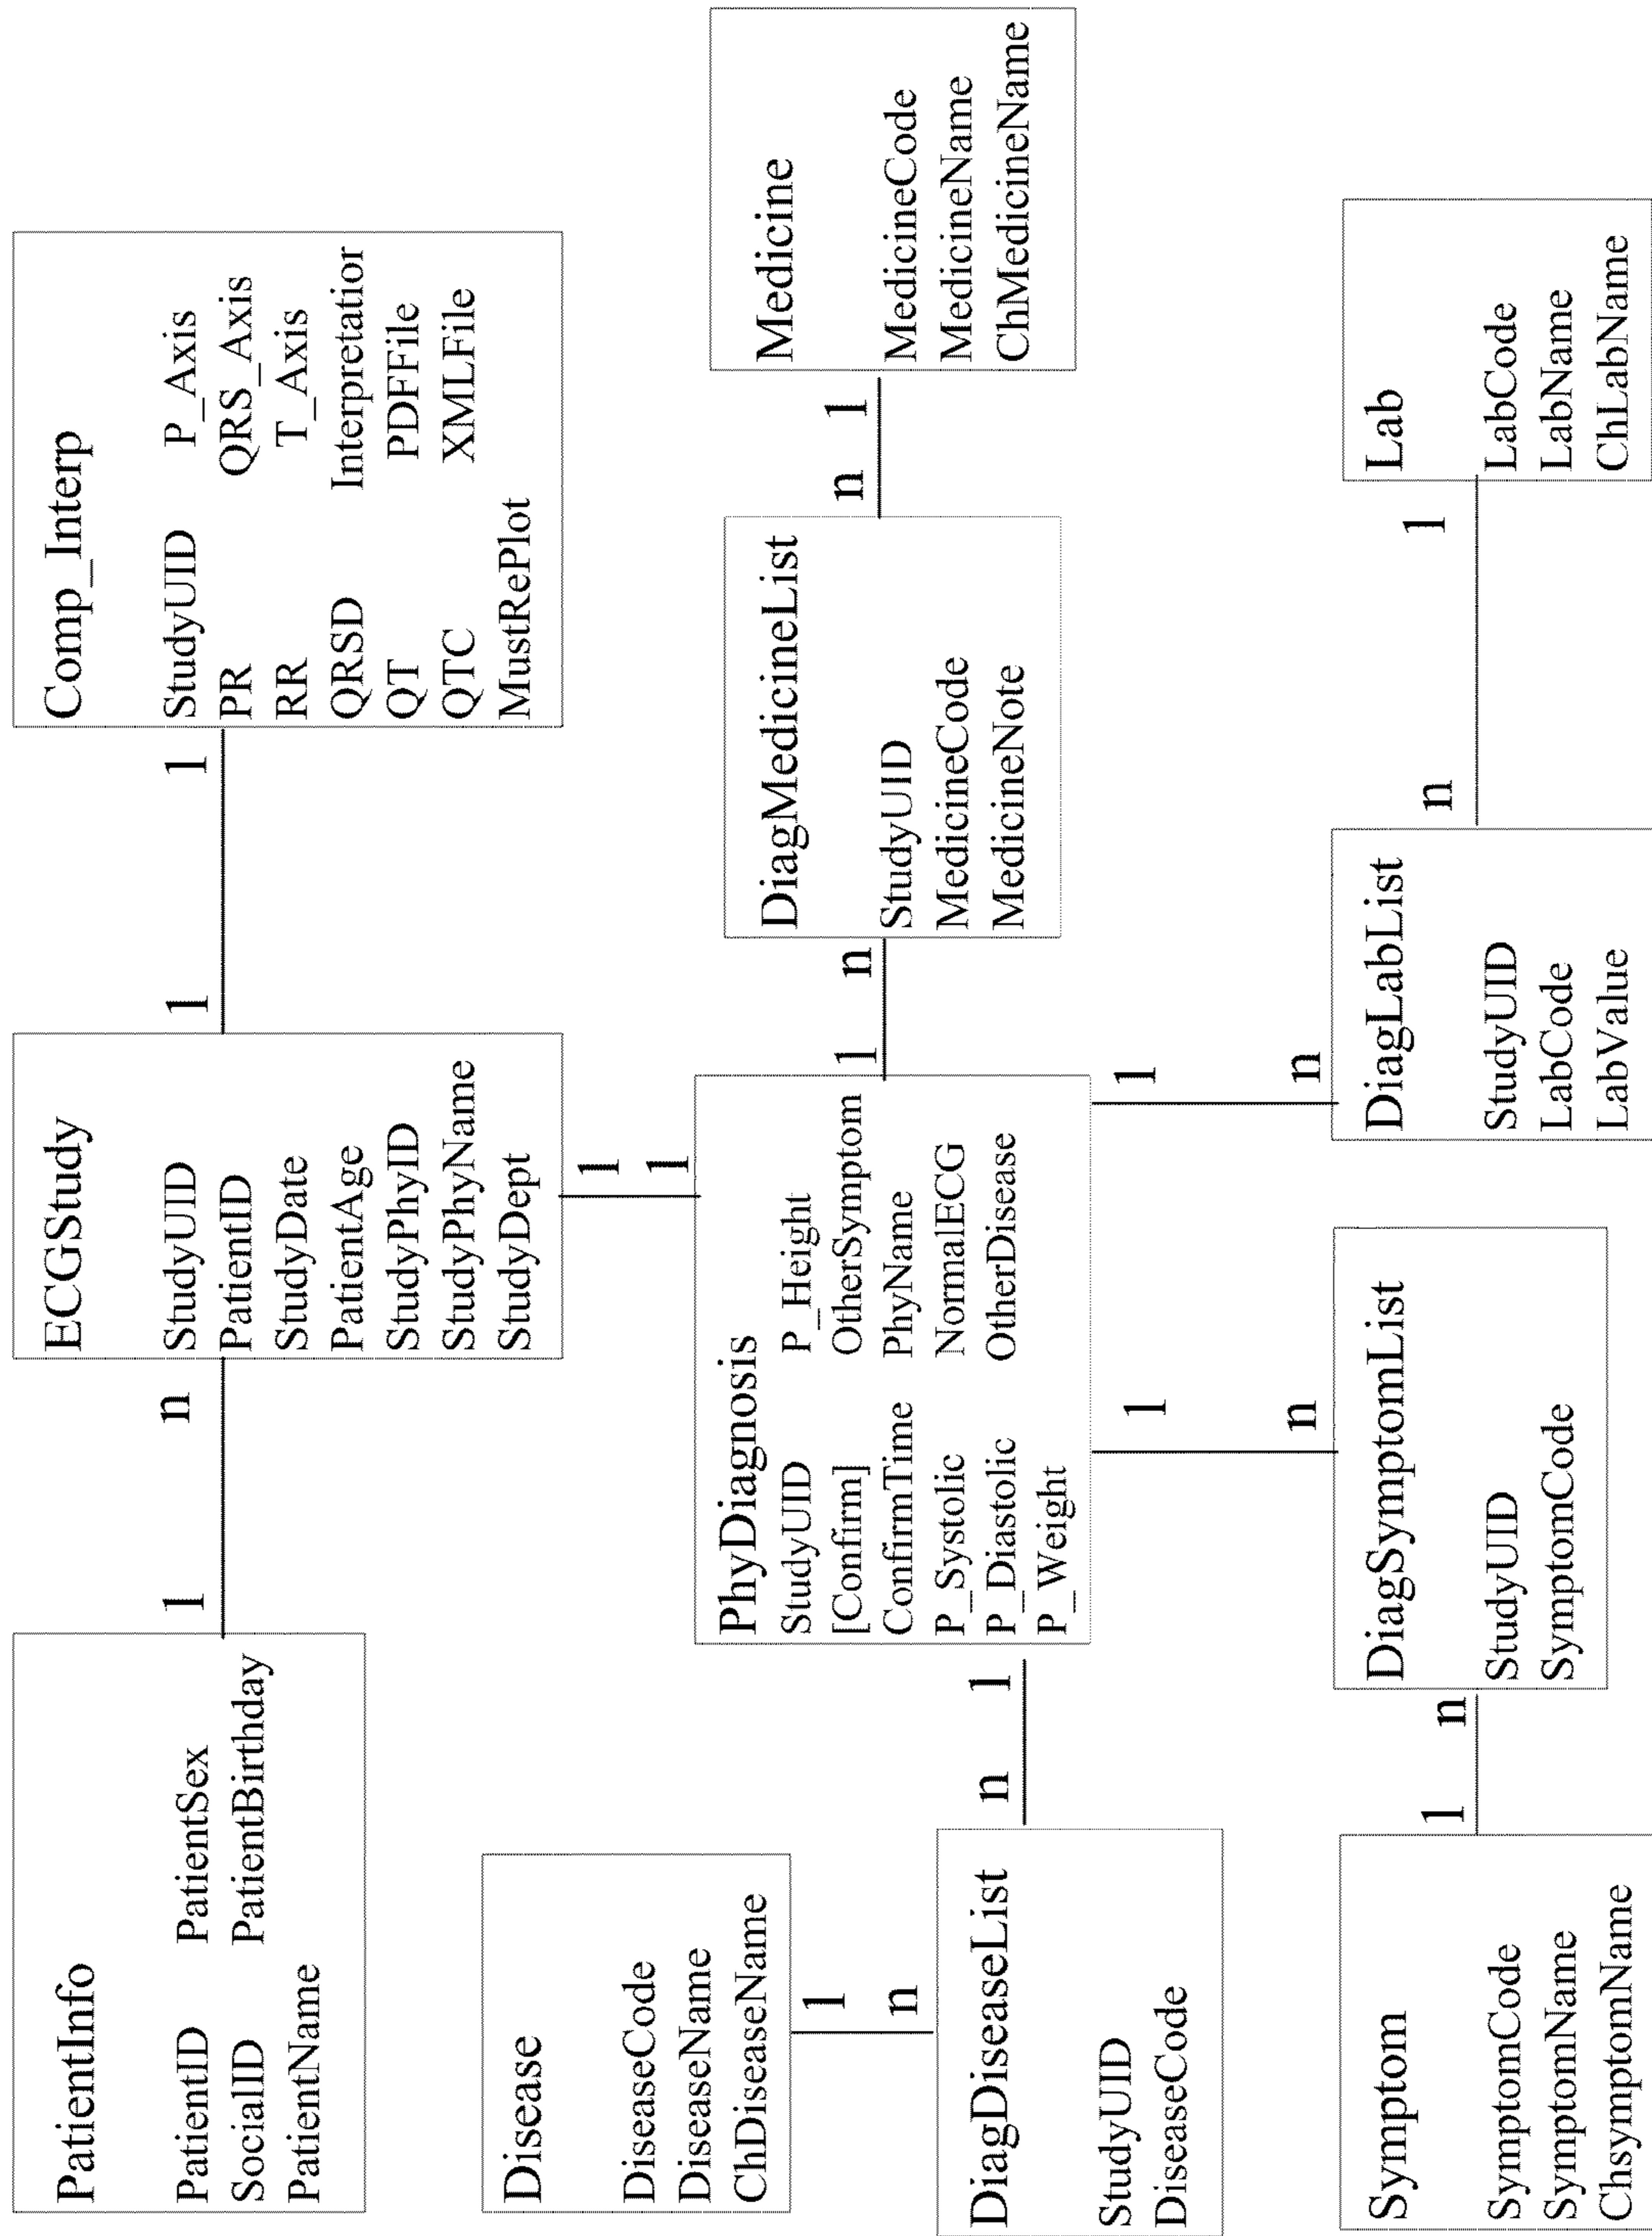 PatientInfo
PatientID PatientSex
SocialID PatientBirthday
PatientName
1 n
ECGStudy
StudyUID
PatientID
StudyDate
PatientAge
StudyPhyID
StudyPhyName
StudyDept
1 1
Comp_Interp
StudyUID P_Axis
PR QRS_Axis
RR T_Axis
QRSD Interpretation
QT PDFFile
QTC XMLFile
MustRePlot
1
1
Disease
DiseaseCode
DiseaseName
ChDiseaseName
1
n
PhyDiagnosis
StudyUID P_Height
[Confirm] OtherSymptom
ConfirmTime PhyName
P_Systolic NormalECG
P_Diastolic OtherDisease
P_Weight
1 n
DiagMedicineList
StudyUID
MedicineCode
MedicineNote
n 1
Medicine
MedicineCode
MedicineName
ChMedicineName
DiagDiseaseList
StudyUID
DiseaseCode
n 1
1
n
1
n
Symptom
SymptomCode
SymptomName
ChsymptomName
1 n
DiagSymptomList
StudyUID
SymptomCode
DiagLabList
StudyUID
LabCode
LabValue
n 1
Lab
LabCode
LabName
ChLabName